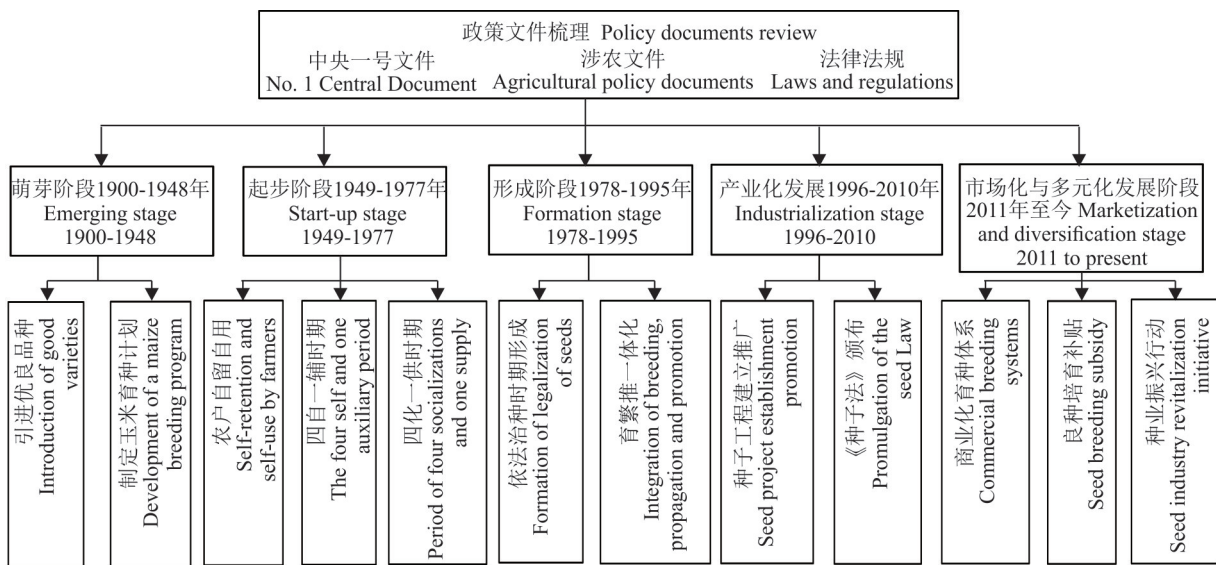 政策文件梳理 Policy documents review
中央一号文件 涉农文件 法律法规
No. 1 Central Document Agricultural policy documents Laws and regulations
萌芽阶段1900-1948年
Emerging stage
1900-1948
起步阶段1949-1977年
Start-up stage
1949-1977
形成阶段1978-1995年
Formation stage
1978-1995
产业化发展1996-2010年
Industrialization stage
1996-2010
市场化与多元化发展阶段
2011年至今 Marketization
and diversification stage
2011 to present
引进优良品种
Introduction of good
varieties
制定玉米育种计划
Development of a maize
breeding program
农户自留自用
Self-retention and
self-use by farmers
四自一辅时期
The four self and one
auxiliary period
四化一供时期
Period of four socializations
and one supply
依法治种时期形成
Formation of legalization
of seeds
育繁推一体化
Integration of breeding,
propagation and promotion
种子工程建立推广
Seed project establishment
promotion
《种子法》颁布
Promulgation of the
seed Law
商业化育种体系
Commercial breeding
systems
良种培育补贴
Seed breeding subsidy
种业振兴行动
Seed industry revitalization
initiative